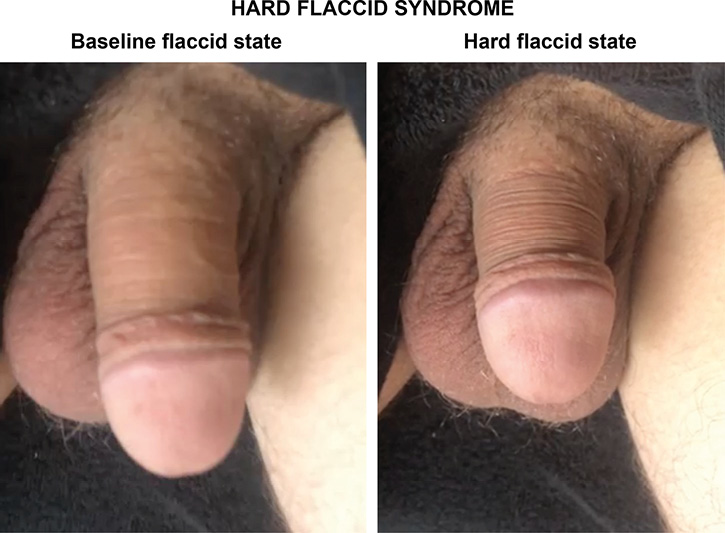 HARD FLACCID SYNDROME
Baseline flaccid state
Hard flaccid state